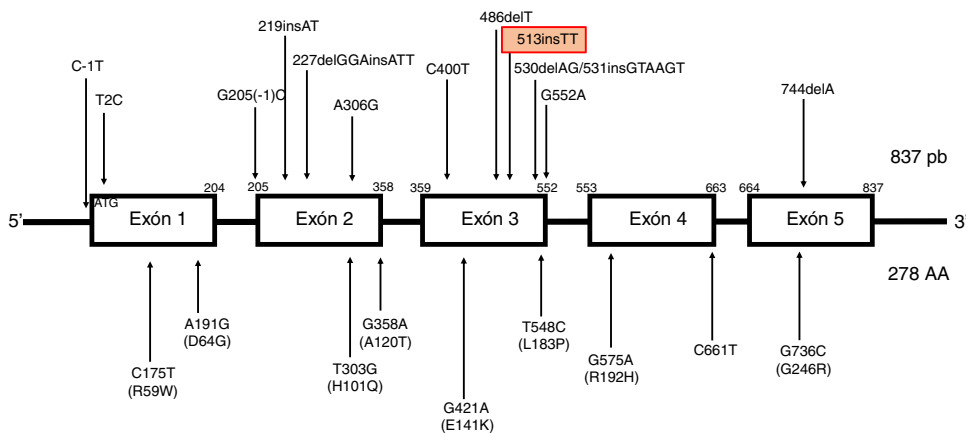 486delT
219insAT
513insTT
227delGGAinsATT
C-1T
C400T
530delAG/531insGTAAGT
T2C
G205(-1)C
A306G
G552A
744delA
837 pb
204
205
358
359
552
553
663
664
837
ATG
5’
Exón 1
Exón 2
Exón 3
Exón 4
Exón 5
3’
278 AA
A191G
(D64G)
G358A
(A120T)
T548C
(L183P)
C175T
(R59W)
T303G
(H101Q)
G575A
(R192H)
C661T
G736C
(G246R)
G421A
(E141K)